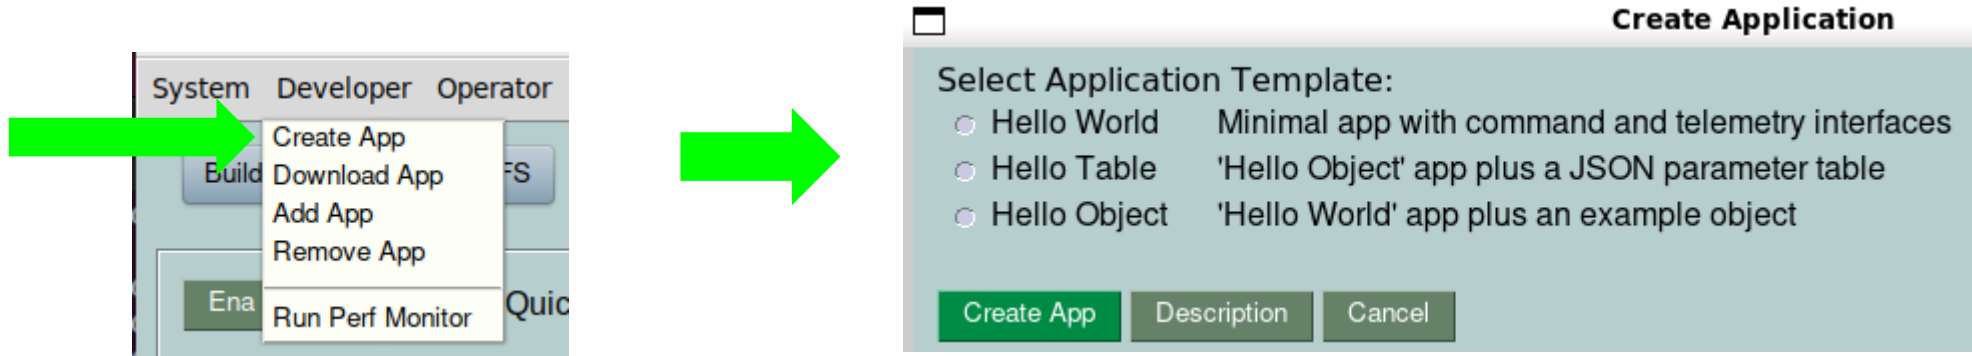 System Developer Operator
Create App
Build
Download App
FS
Add App
Remove App
Ena
Quic
Run Perf Monitor
Create Application
Select Application Template:
Hello World Minimal app with command and telemetry interfaces
Hello Table 'Hello Object' app plus a JSON parameter table
Hello Object 'Hello World' app plus an example object
Create App Description Cancel